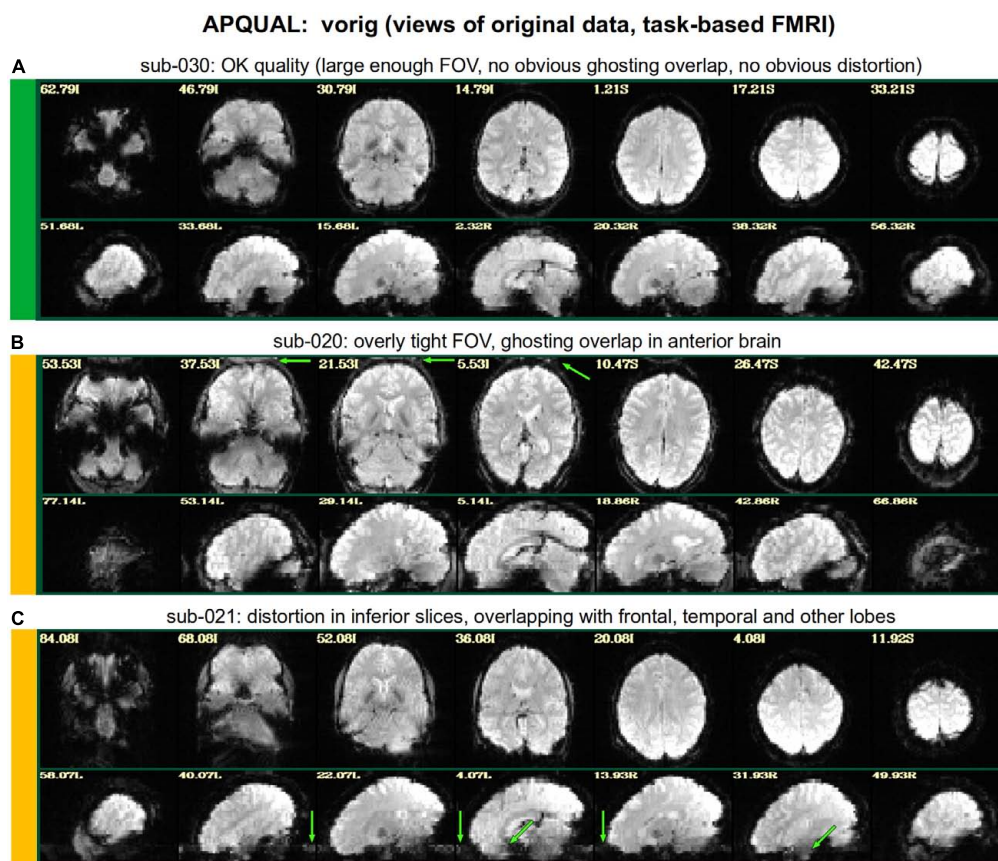 APQUAL: vorig (views of original data, task-based FMRI)
A
sub-030: OK quality (large enough FOV, no obvious ghosting overlap, no obvious distortion)
62.79I 46.79I 30.79I 14.79I 1.21S 17.21S 33.21S
51.68L 33.68L 15.68L 2.32R 20.32R 38.32R 56.32R
B
sub-020: overly tight FOV, ghosting overlap in anterior brain
53.53I 37.53I 21.53I 5.53I 10.47S 26.47S 42.47S
77.14L 53.14L 29.14L 5.14L 18.86R 42.86R 66.86R
C
sub-021: distortion in inferior slices, overlapping with frontal, temporal and other lobes
84.08I 68.08I 52.08I 36.08I 20.08I 4.08I 11.92S
58.07L 40.07L 22.07L 4.07L 13.93R 31.93R 49.93R